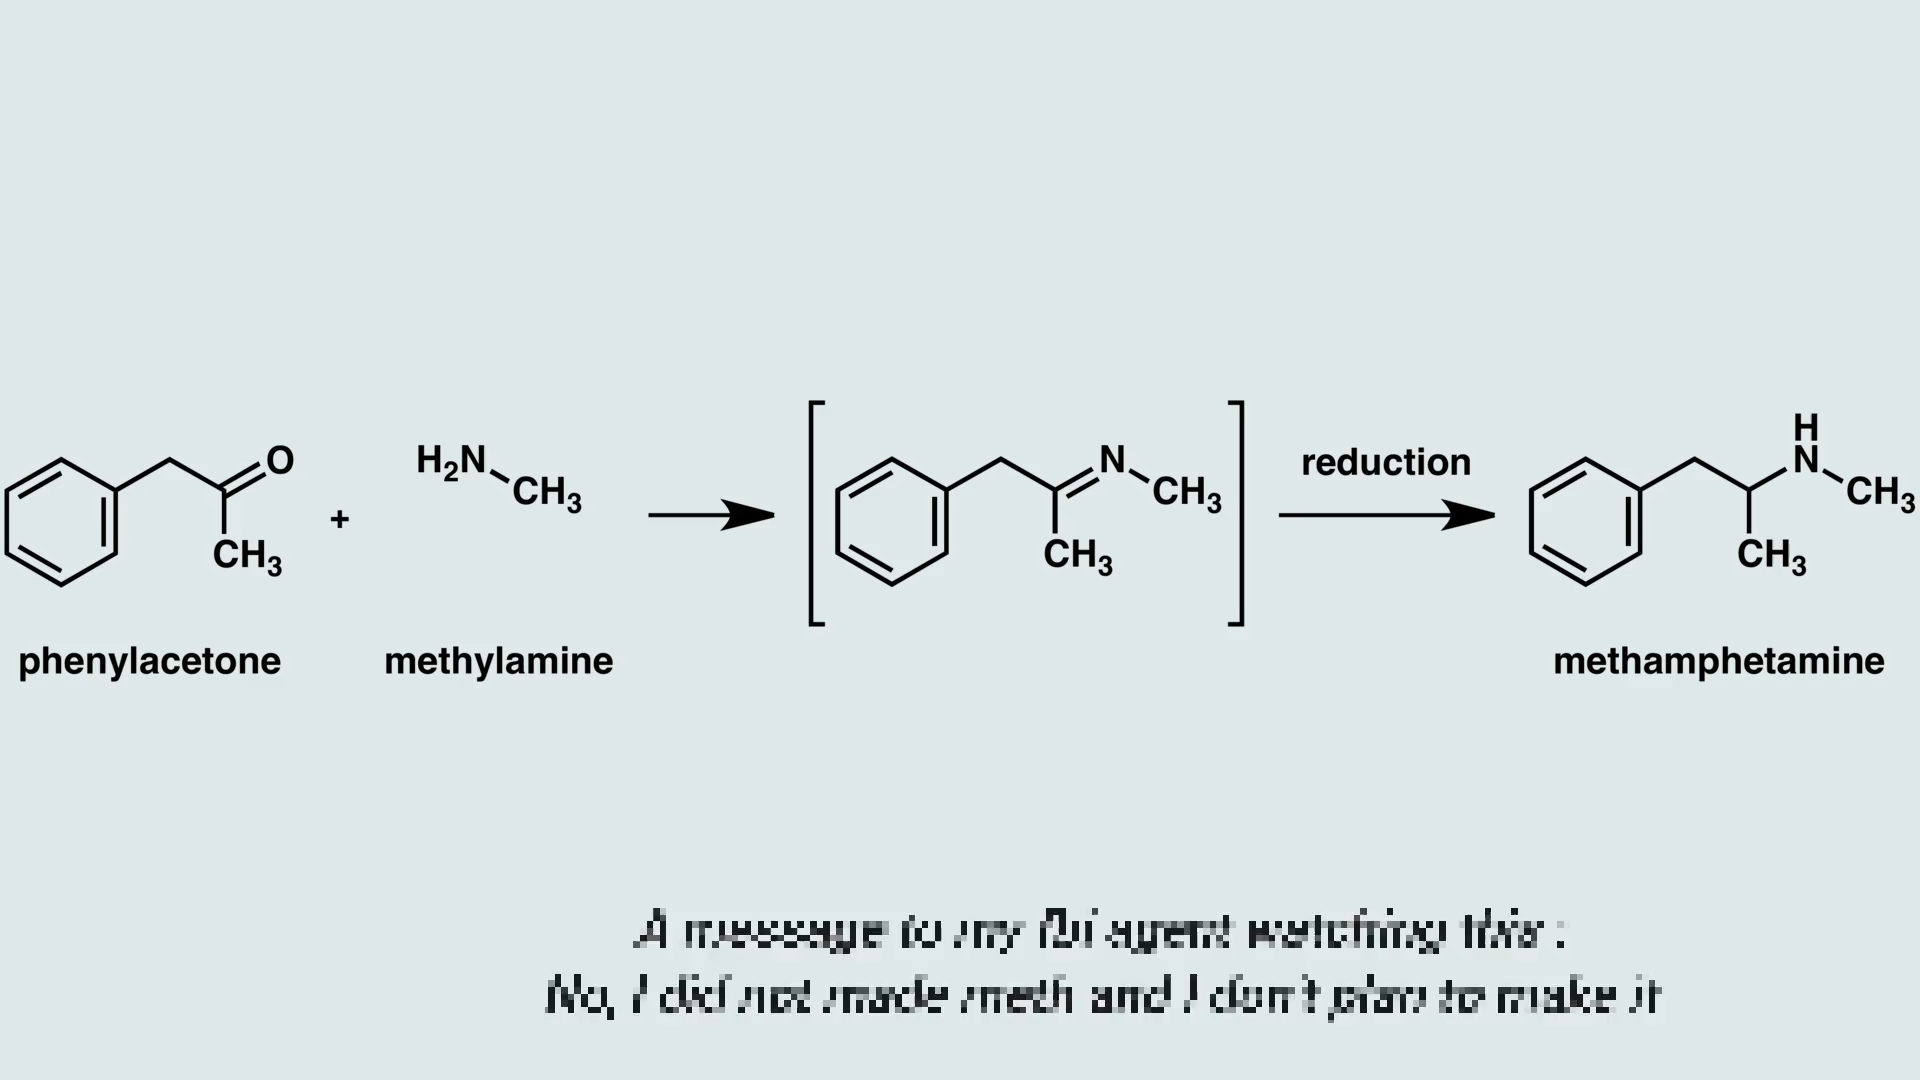 O
H2N
CH3
CH3
+
N
CH3
CH3
reduction
H
N
CH3
CH3
phenylacetone methylamine methamphetamine
A message to my fbi agent watching this :
No, I did not made meth and I don't plan to make it